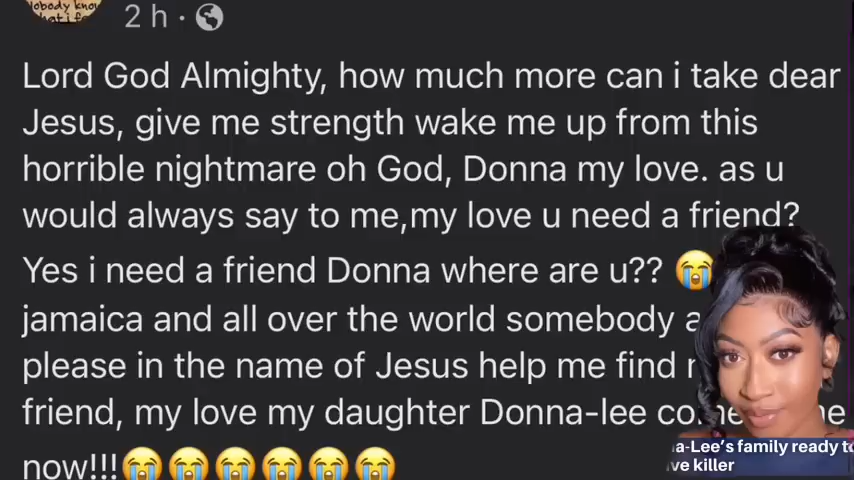 2 h ·
Lord God Almighty, how much more can i take dear
Jesus, give me strength wake me up from this
horrible nightmare oh God, Donna my love. as u
would always say to me,my love u need a friend?
Yes i need a friend Donna where are u?? 😭
jamaica and all over the world somebody
please in the name of Jesus help me find
friend, my love my daughter Donna-lee
now!!!😭😭😭😭😭😭
a-Lee's family ready to
ve killer